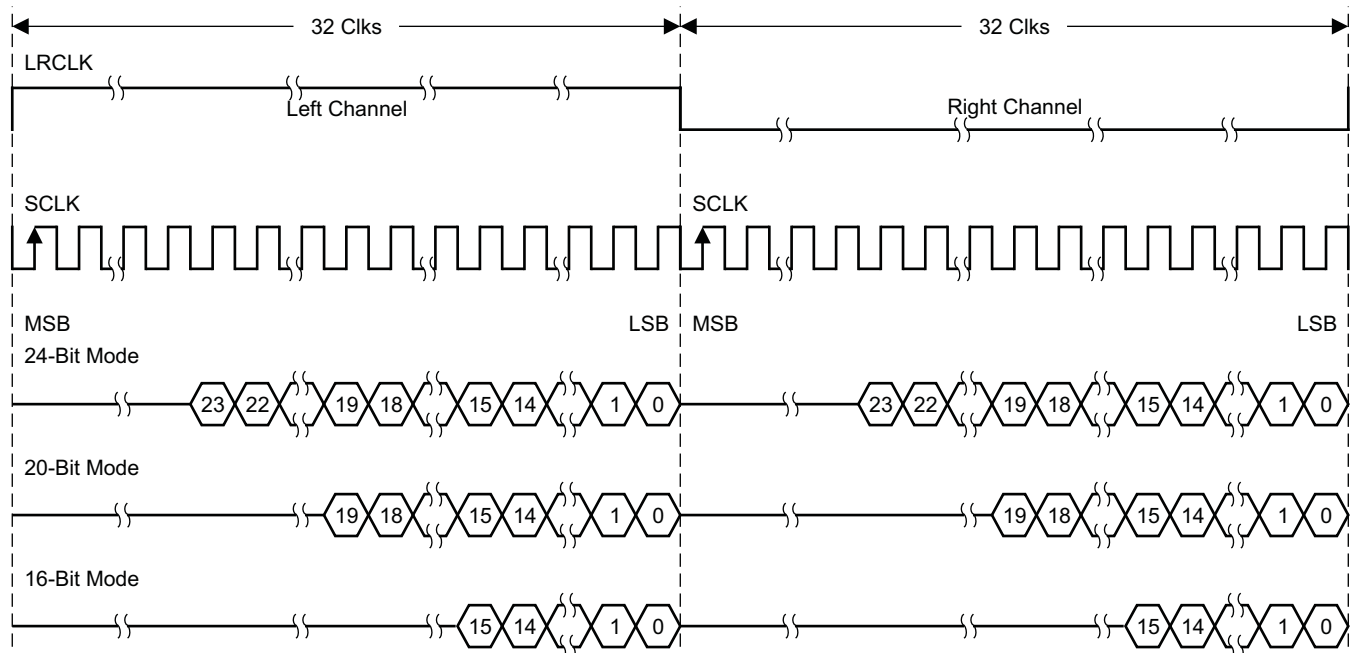 32 Clks 32 Clks
LRCLK
Left Channel
Right Channel
SCLK SCLK
MSB LSB MSB LSB
24-Bit Mode
23 22 19 18 15 14 1 0 23 22 19 18 15 14 1 0
20-Bit Mode
19 18 15 14 1 0 19 18 15 14 1 0
16-Bit Mode
15 14 1 0 15 14 1 0